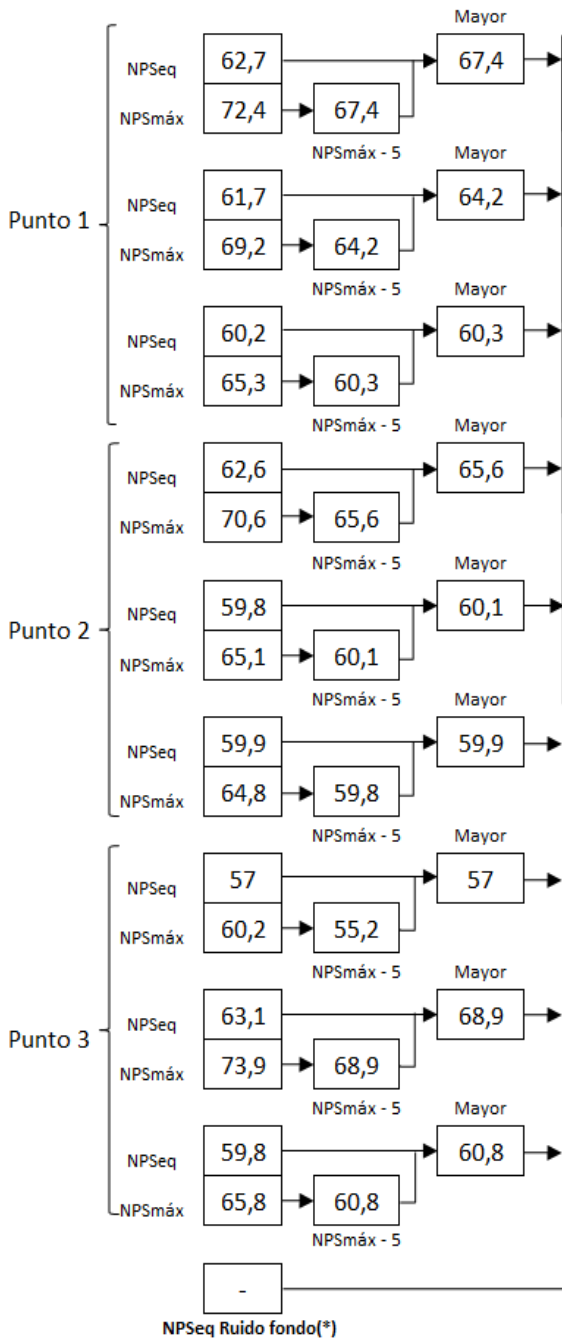 Mayor
NPSeq 62,7 67,4
NPSmáx 72,4 67,4
NPSmáx - 5
Mayor
Punto 1
NPSeq 61,7 64,2
NPSmáx 69,2 64,2
NPSmáx - 5
Mayor
NPSeq 60,2 60,3
NPSmáx 65,3 60,3
NPSmáx - 5
Mayor
NPSeq 62,6 65,6
NPSmáx 70,6 65,6
NPSmáx - 5
Mayor
Punto 2
NPSeq 59,8 60,1
NPSmáx 65,1 60,1
NPSmáx - 5
Mayor
NPSeq 59,9 59,9
NPSmáx 64,8 59,8
NPSmáx - 5
Mayor
NPSeq 57 57
NPSmáx 60,2 55,2
NPSmáx - 5
Mayor
Punto 3
NPSeq 63,1 68,9
NPSmáx 73,9 68,9
NPSmáx - 5
Mayor
NPSeq 59,8 60,8
NPSmáx 65,8 60,8
NPSmáx - 5
-
NPSeq Ruido fondo(*)